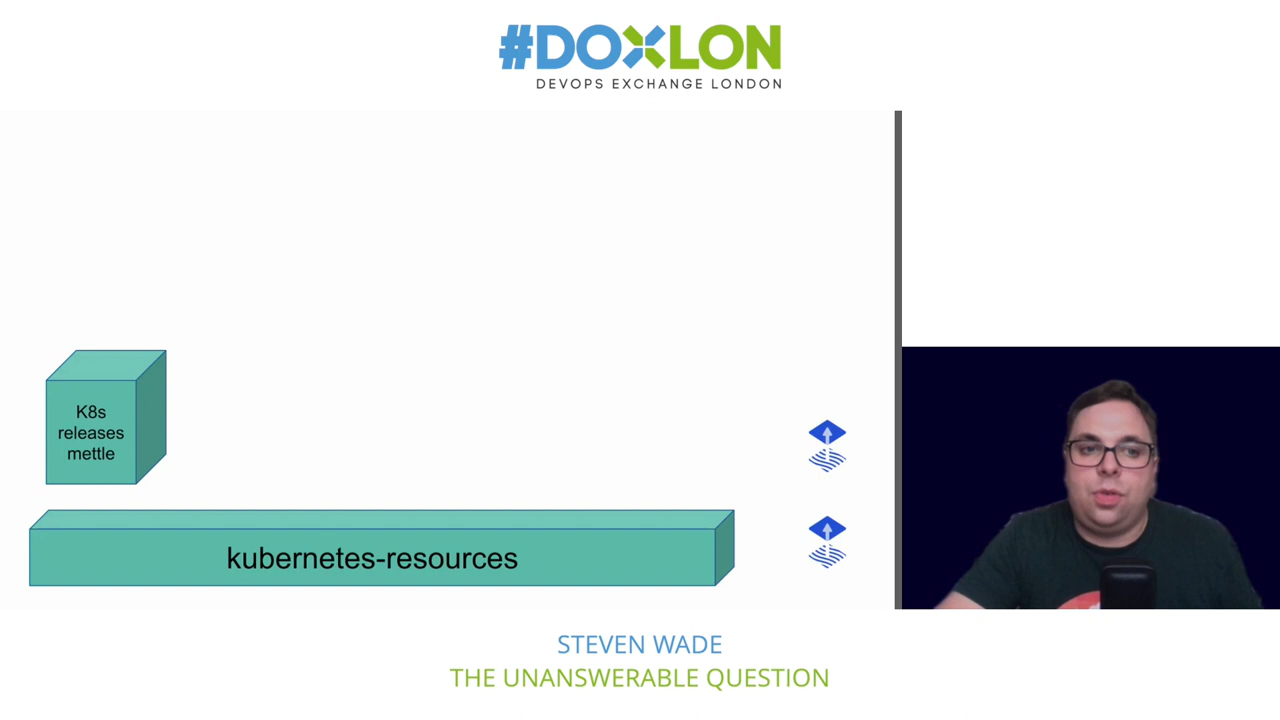 #DOXLON
DEVOPS EXCHANGE LONDON
K8s
releases
mettle
kubernetes-resources
STEVEN WADE
THE UNANSWERABLE QUESTION